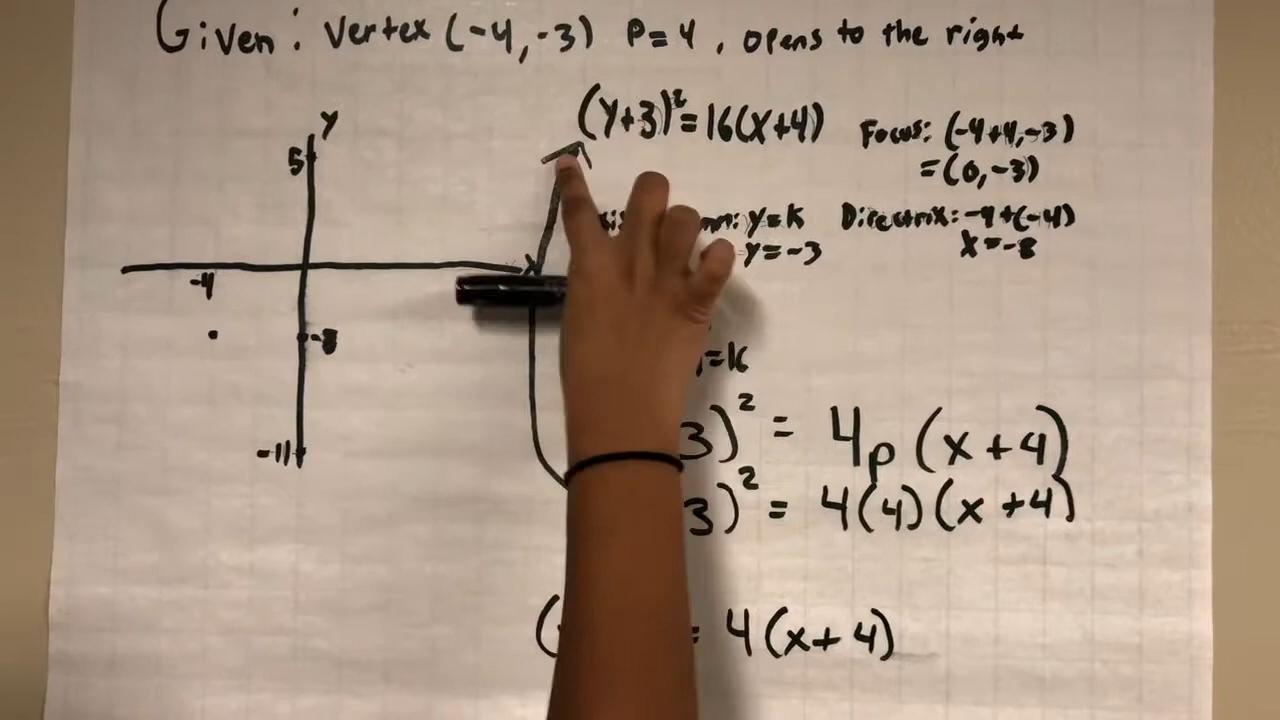 Given: Vertex (-4,-3) P=4, opens to the right
(y+3)²=16(x+4)
Focus: (-4+4,-3)
=(0,-3)
y=k
y=-3
Directrix: -4+(-4)
x=-8
y
5
x
-4
-11
=16
3)² = 4p(x+4)
3)² = 4(4)(x+4)
( = 4(x+4)